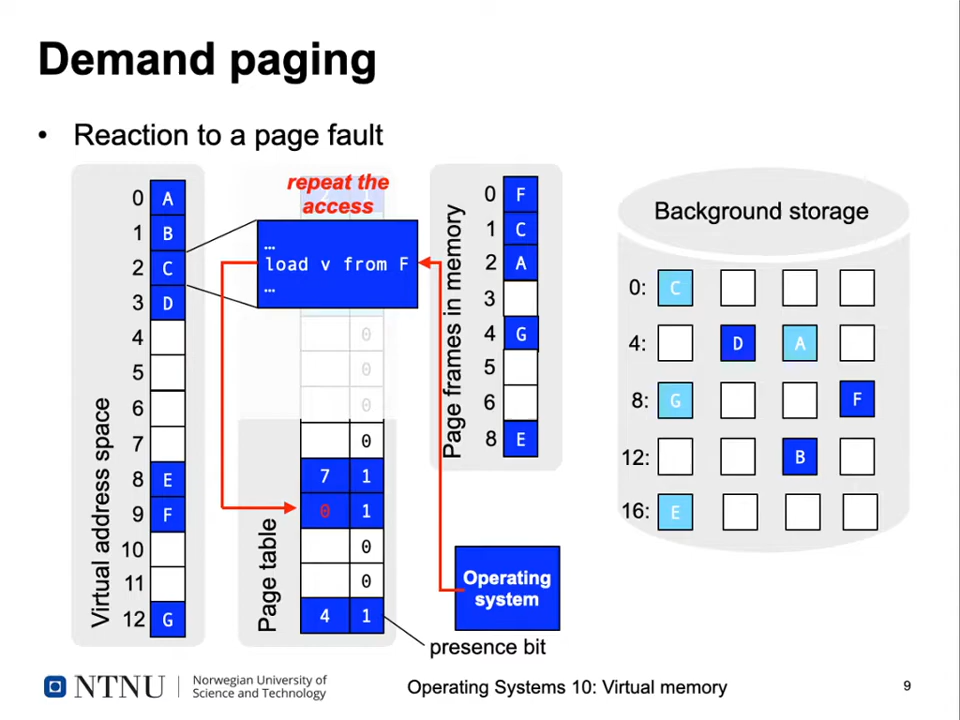 Demand paging
• Reaction to a page fault
Virtual address space
0 A
1 B
2 C
3 D
4
5
6
7
8 E
9 F
10
11
12 G
repeat the
access
…
load v from F
…
Page table
0
0
0
0
7 1
0 1
0
0
4 1
presence bit
Operating
system
Page frames in memory
0 F
1 C
2 A
3
4 G
5
6
8 E
Background storage
0: C
4: D A
8: G F
12: B
16: E
NTNU
Norwegian University of
Science and Technology
Operating Systems 10: Virtual memory
9